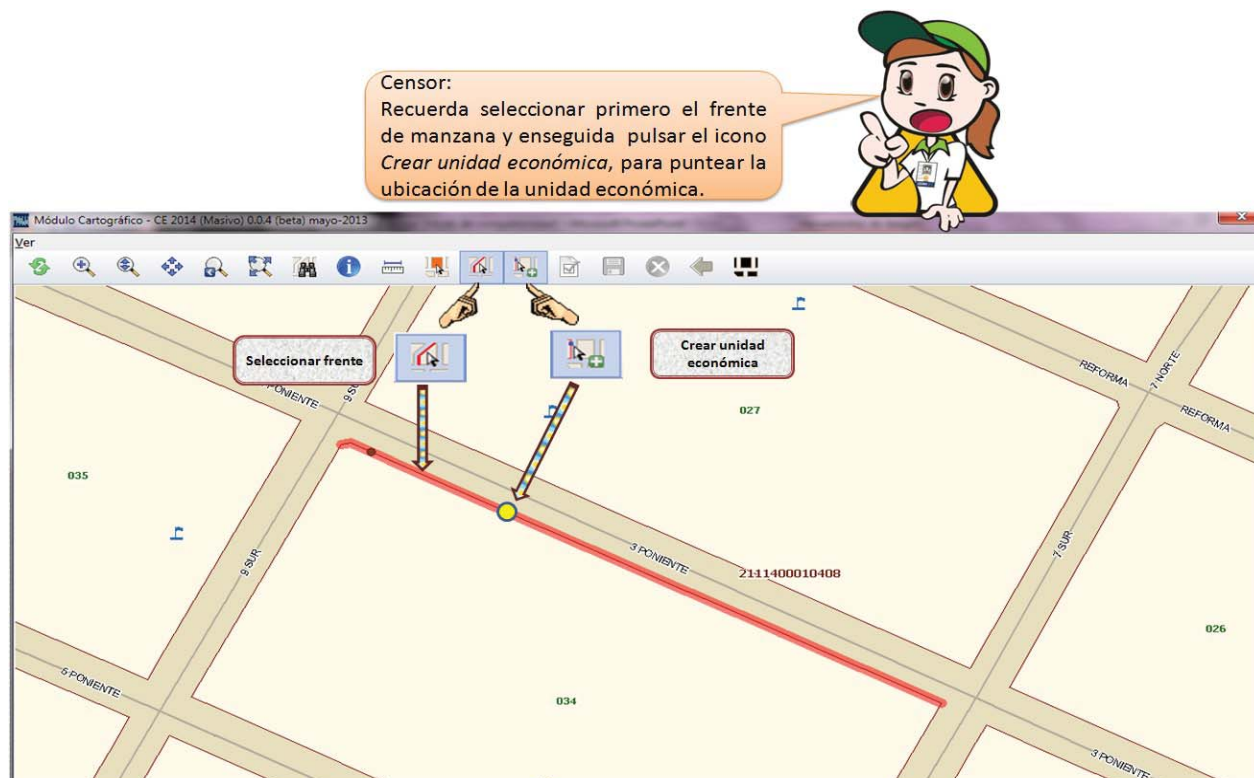 Censor:
Recuerda seleccionar primero el frente
de manzana y enseguida pulsar el icono
Crear unidad económica, para puntear la
ubicación de la unidad económica.
Módulo Cartográfico - CE 2014 (Masivo) 0.0.4 (beta) mayo-2013
Ver
Seleccionar frente
Crear unidad
económica
PONIENTE
9 SUR
027
REFORMA
7 NORTE
REFORMA
035
9 SUR
3 PONIENTE
2111400010408
7 SUR
026
5 PONIENTE
034
3 PONIENTE